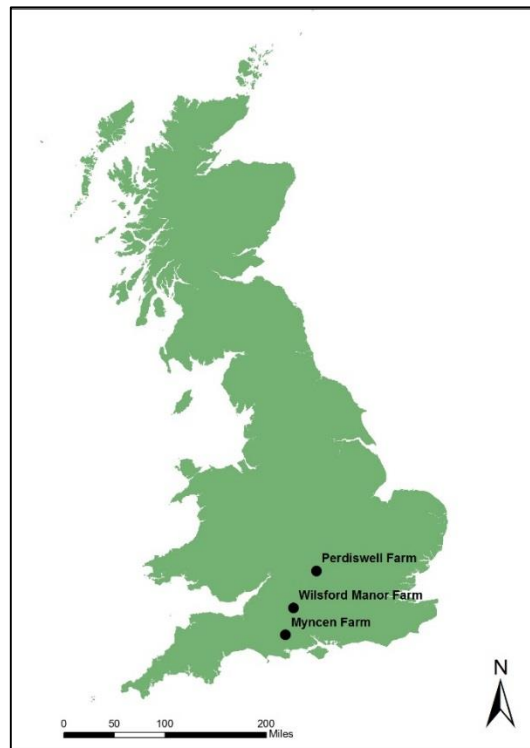 Perdiswell Farm
Wilsford Manor Farm
Myncen Farm
N
0 50 100 200
Miles